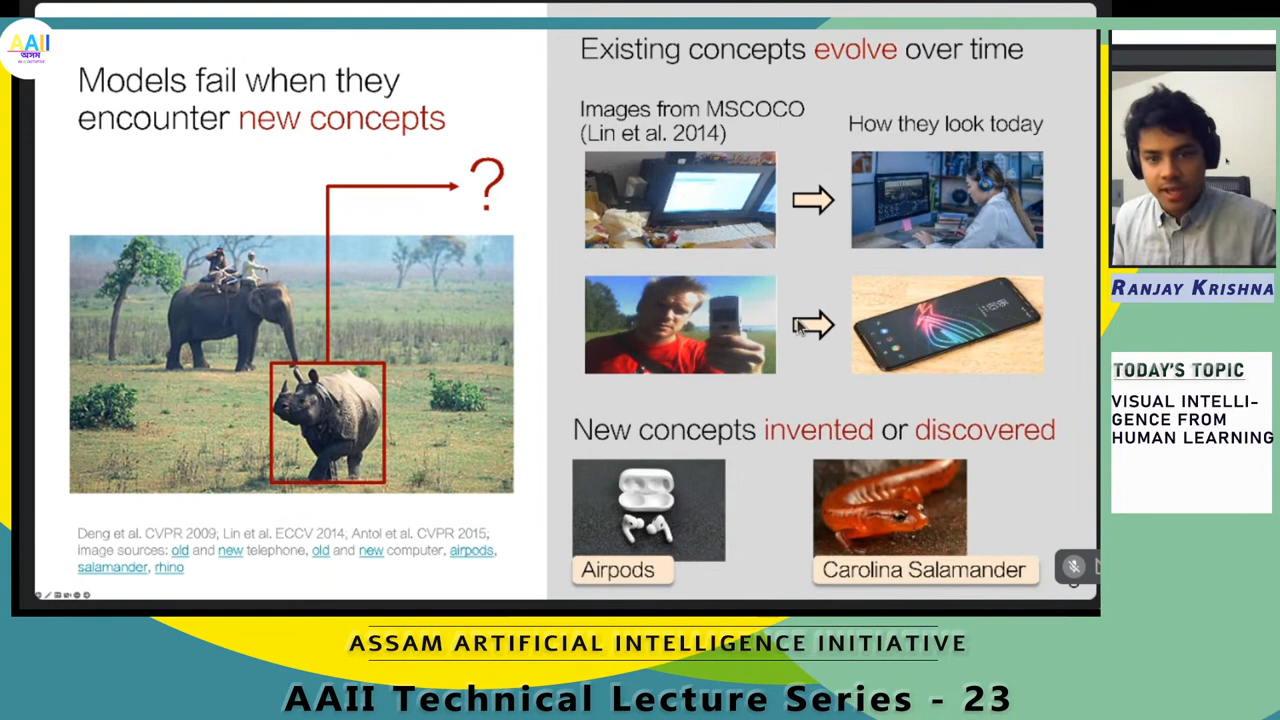 AAII
অসম
Models fail when they
encounter new concepts
?
Deng et al. CVPR 2009; Lin et al. ECCV 2014; Antol et al. CVPR 2015;
image sources: old and new telephone, old and new computer, airpods,
salamander, rhino
Existing concepts evolve over time
Images from MSCOCO
(Lin et al. 2014)
How they look today
New concepts invented or discovered
Airpods
Carolina Salamander
RANJAY KRISHNA
TODAY'S TOPIC
VISUAL INTELLI-
GENCE FROM
HUMAN LEARNING
ASSAM ARTIFICIAL INTELLIGENCE INITIATIVE
AAII Technical Lecture Series - 23